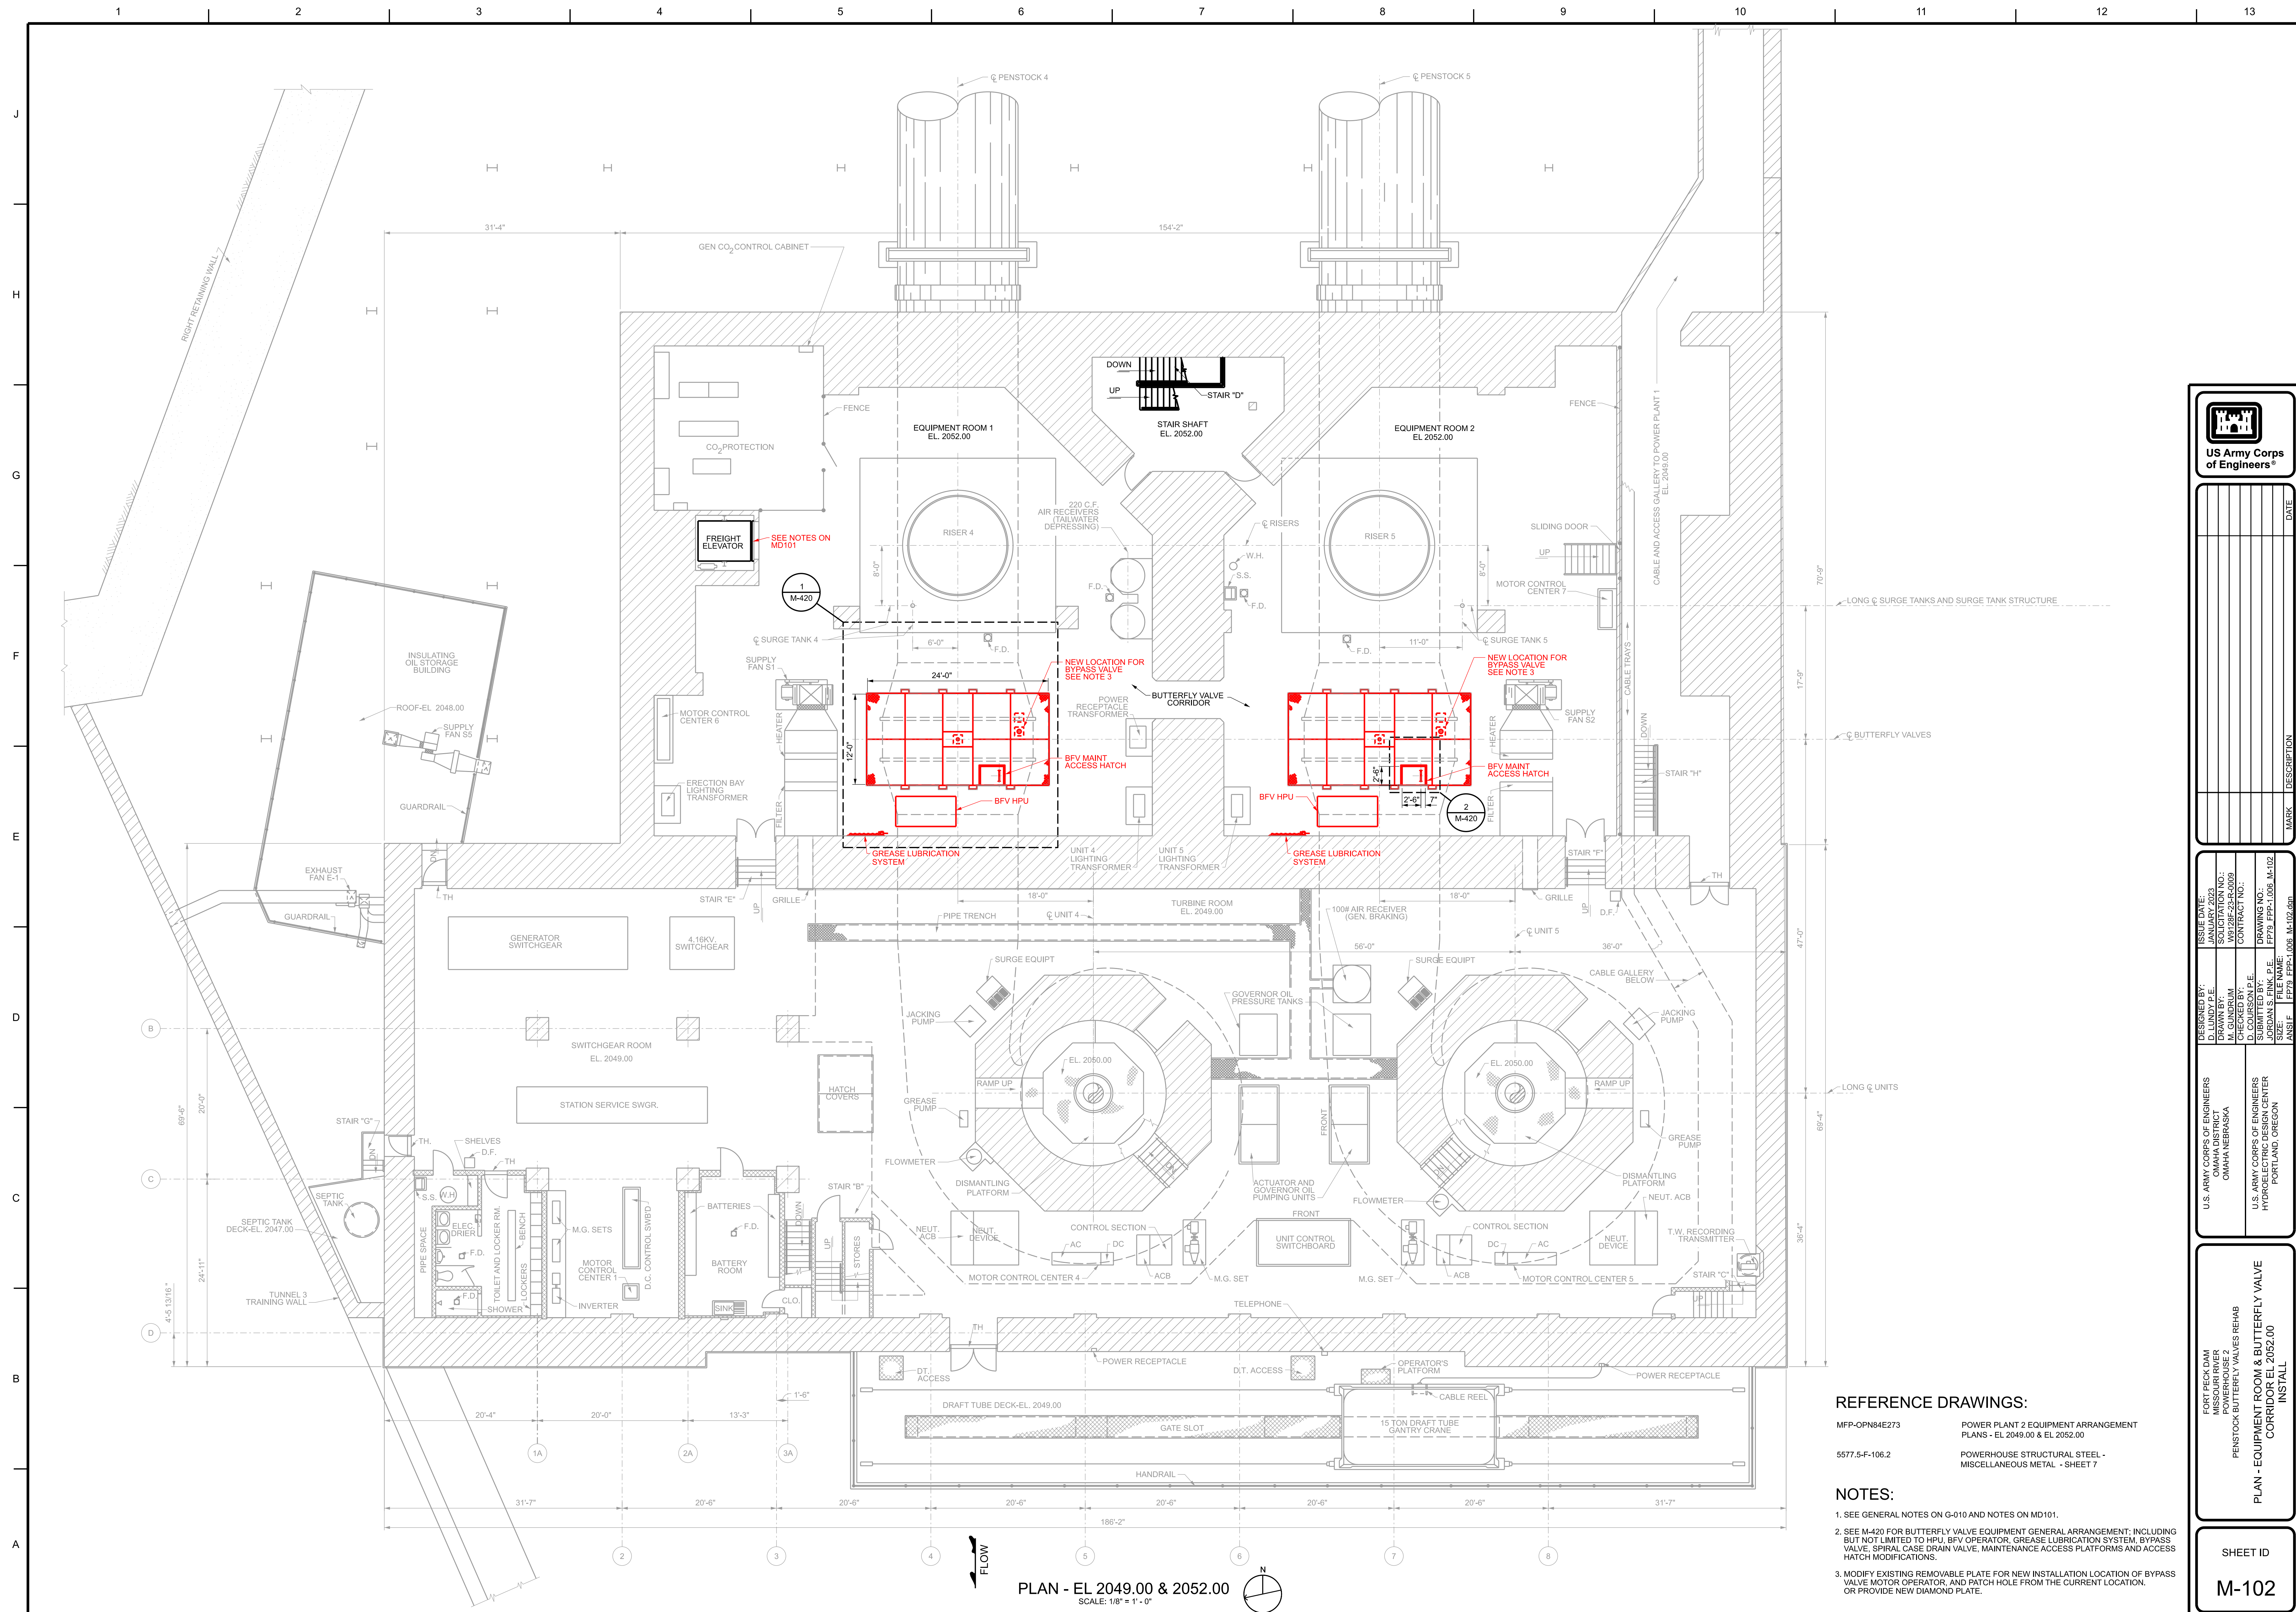 1 2 3 4 5 6 7 8 9 10 11 12 13
J
H
G
F
E
D
C
B
A
℄ PENSTOCK 4
℄ PENSTOCK 5
RIGHT RETAINING WALL
31'-4"
154'-2"
GEN CO2 CONTROL CABINET
DOWN
UP
STAIR "D"
STAIR SHAFT
EL. 2052.00
FENCE
EQUIPMENT ROOM 1
EL. 2052.00
EQUIPMENT ROOM 2
EL 2052.00
FENCE
CO2 PROTECTION
CABLE AND ACCESS GALLERY TO POWER PLANT 1
EL. 2049.00
220 C.F.
AIR RECEIVERS
(TAILWATER
DEPRESSING)
℄ RISERS
RISER 4
RISER 5
SLIDING DOOR
UP
FREIGHT
ELEVATOR
SEE NOTES ON
MD101
W.H.
S.S.
F.D.
F.D.
8'-0"
8'-0"
MOTOR CONTROL
CENTER 7
70'-9"
1
M-420
LONG ℄ SURGE TANKS AND SURGE TANK STRUCTURE
℄ SURGE TANK 4
6'-0"
F.D.
F.D.
11'-0"
℄ SURGE TANK 5
INSULATING
OIL STORAGE
BUILDING
SUPPLY
FAN S1
NEW LOCATION FOR
BYPASS VALVE
SEE NOTE 3
NEW LOCATION FOR
BYPASS VALVE
SEE NOTE 3
24'-0"
12'-0"
CABLE TRAYS
17'-9"
BUTTERFLY VALVE
CORRIDOR
POWER
RECEPTACLE
TRANSFORMER
ROOF-EL 2048.00
SUPPLY
FAN S5
MOTOR CONTROL
CENTER 6
HEATER
HEATER
SUPPLY
FAN S2
DOWN
℄ BUTTERFLY VALVES
BFV MAINT
ACCESS HATCH
BFV MAINT
ACCESS HATCH
STAIR "H"
ERECTION BAY
LIGHTING
TRANSFORMER
GUARDRAIL
FILTER
FILTER
BFV HPU
BFV HPU
2'-6"
2'-6"
7"
2
M-420
GREASE LUBRICATION
SYSTEM
GREASE LUBRICATION
SYSTEM
UNIT 4
LIGHTING
TRANSFORMER
UNIT 5
LIGHTING
TRANSFORMER
STAIR "F"
DN
TH
TH
EXHAUST
FAN E-1
GUARDRAIL
STAIR "E"
UP
GRILLE
GRILLE
UP
D.F.
18'-0"
18'-0"
TURBINE ROOM
EL. 2049.00
PIPE TRENCH
℄ UNIT 4
100# AIR RECEIVER
(GEN. BRAKING)
℄ UNIT 5
56'-0"
36'-0"
47'-0"
GENERATOR
SWITCHGEAR
4.16KV.
SWITCHGEAR
SURGE EQUIPT
SURGE EQUIPT
CABLE GALLERY
BELOW
GOVERNOR OIL
PRESSURE TANKS
JACKING
PUMP
JACKING
PUMP
B
SWITCHGEAR ROOM
EL. 2049.00
EL. 2050.00
EL. 2050.00
RAMP UP
RAMP UP
HATCH
COVERS
LONG ℄ UNITS
69'-6"
20'-0"
STATION SERVICE SWGR.
GREASE
PUMP
GREASE
PUMP
FRONT
69'-4"
STAIR "G"
DN
TH.
SHELVES
D.F.
TH
FLOWMETER
FLOWMETER
DN
DN
C
DISMANTLING
PLATFORM
DISMANTLING
PLATFORM
ACTUATOR AND
GOVERNOR OIL
PUMPING UNITS
SEPTIC
TANK
SEPTIC TANK
DECK-EL. 2047.00
S.S.
W.H.
ELEC.
DRIER
F.D.
F.D.
PIPE SPACE
TOILET AND LOCKER RM.
BENCH
LOCKERS
SHOWER
M.G. SETS
MOTOR
CONTROL
CENTER 1
INVERTER
D.C. CONTROL SWB'D
BATTERIES
F.D.
BATTERY
ROOM
SINK
DOWN
CLO.
UP
STORES
STAIR "B"
NEUT.
ACB
NEUT.
DEVICE
CONTROL SECTION
AC
DC
MOTOR CONTROL CENTER 4
ACB
M.G. SET
FRONT
UNIT CONTROL
SWITCHBOARD
M.G. SET
CONTROL SECTION
DC
AC
ACB
MOTOR CONTROL CENTER 5
NEUT.
DEVICE
NEUT. ACB
T.W. RECORDING
TRANSMITTER
STAIR "C"
UP
36'-4"
24'-11"
4'-5 13/16 "
TUNNEL 3
TRAINING WALL
TELEPHONE
D
TH
DT.
ACCESS
POWER RECEPTACLE
D.T. ACCESS
OPERATOR'S
PLATFORM
POWER RECEPTACLE
CABLE REEL
1'-6"
20'-4"
20'-0"
13'-3"
DRAFT TUBE DECK-EL. 2049.00
GATE SLOT
15 TON DRAFT TUBE
GANTRY CRANE
1A
2A
3A
HANDRAIL
31'-7"
20'-6"
20'-6"
20'-6"
20'-6"
20'-6"
20'-6"
31'-7"
186'-2"
2 3 4 5 6 7 8
FLOW
N
PLAN - EL 2049.00 & 2052.00
SCALE: 1/8" = 1' - 0"
REFERENCE DRAWINGS:
MFP-OPN84E273 POWER PLANT 2 EQUIPMENT ARRANGEMENT
PLANS - EL 2049.00 & EL 2052.00
5577.5-F-106.2 POWERHOUSE STRUCTURAL STEEL -
MISCELLANEOUS METAL - SHEET 7
NOTES:
1. SEE GENERAL NOTES ON G-010 AND NOTES ON MD101.
2. SEE M-420 FOR BUTTERFLY VALVE EQUIPMENT GENERAL ARRANGEMENT; INCLUDING
BUT NOT LIMITED TO HPU, BFV OPERATOR, GREASE LUBRICATION SYSTEM, BYPASS
VALVE, SPIRAL CASE DRAIN VALVE, MAINTENANCE ACCESS PLATFORMS AND ACCESS
HATCH MODIFICATIONS.
3. MODIFY EXISTING REMOVABLE PLATE FOR NEW INSTALLATION LOCATION OF BYPASS
VALVE MOTOR OPERATOR, AND PATCH HOLE FROM THE CURRENT LOCATION.
OR PROVIDE NEW DIAMOND PLATE.
US Army Corps
of Engineers®
MARK DESCRIPTION DATE
DESIGNED BY:
D. LUNDY P.E.
DRAWN BY:
M. GUNDRUM
CHECKED BY:
D. COURSON P.E.
SUBMITTED BY:
JORDAN S. FINK, P.E.
SIZE:
ANSI F
ISSUE DATE:
JANUARY 2023
SOLICITATION NO.:
W9128F-23-R-0009
CONTRACT NO.:
DRAWING NO.:
FP79 FPP-1.006 M-102
FILE NAME:
FP79 FPP-1.006 M-102.dgn
U.S. ARMY CORPS OF ENGINEERS
OMAHA DISTRICT
OMAHA NEBRASKA
U.S. ARMY CORPS OF ENGINEERS
HYDROELECTRIC DESIGN CENTER
PORTLAND, OREGON
FORT PECK DAM
MISSOURI RIVER
POWERHOUSE 2
PENSTOCK BUTTERFLY VALVES REHAB
PLAN - EQUIPMENT ROOM & BUTTERFLY VALVE
CORRIDOR EL 2052.00
INSTALL
SHEET ID
M-102